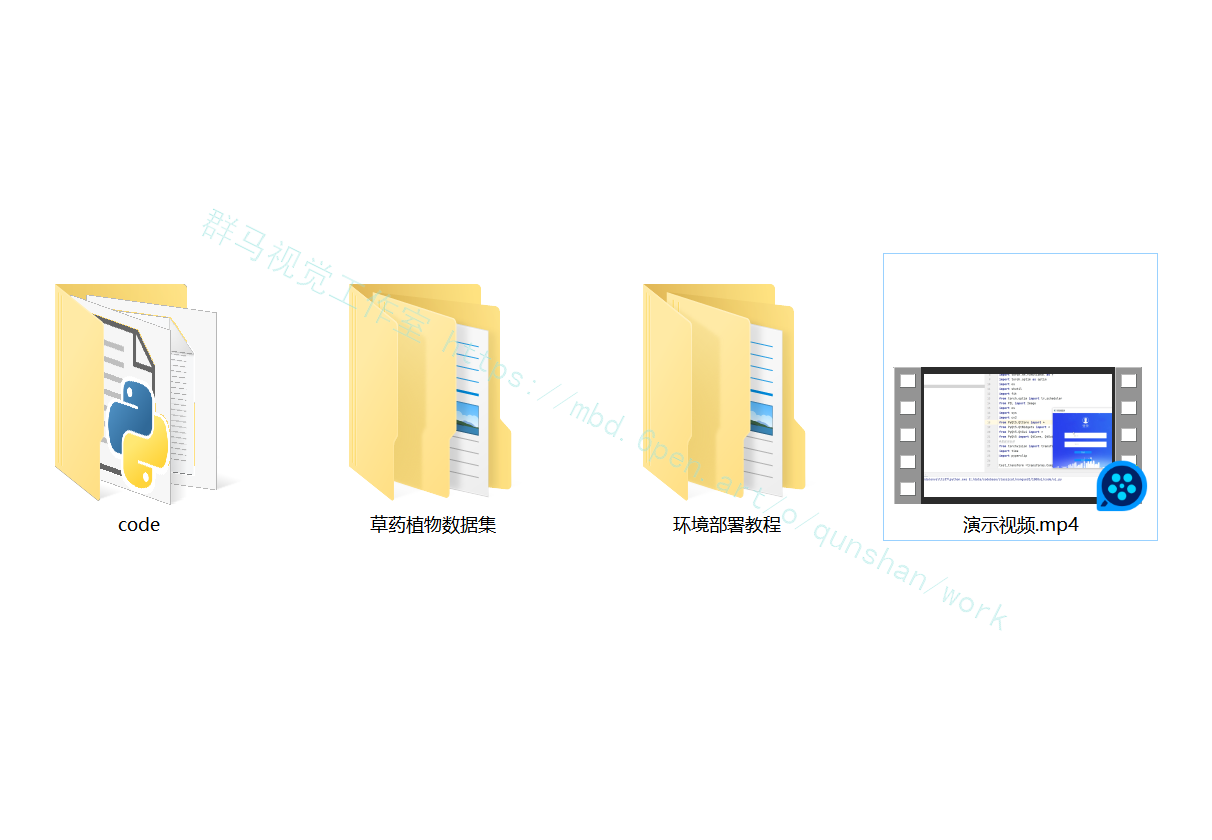 群马视觉工作室 https://mbd.6pen.art/o/qunshan/work
code
草药植物数据集
环境部署教程
演示视频.mp4